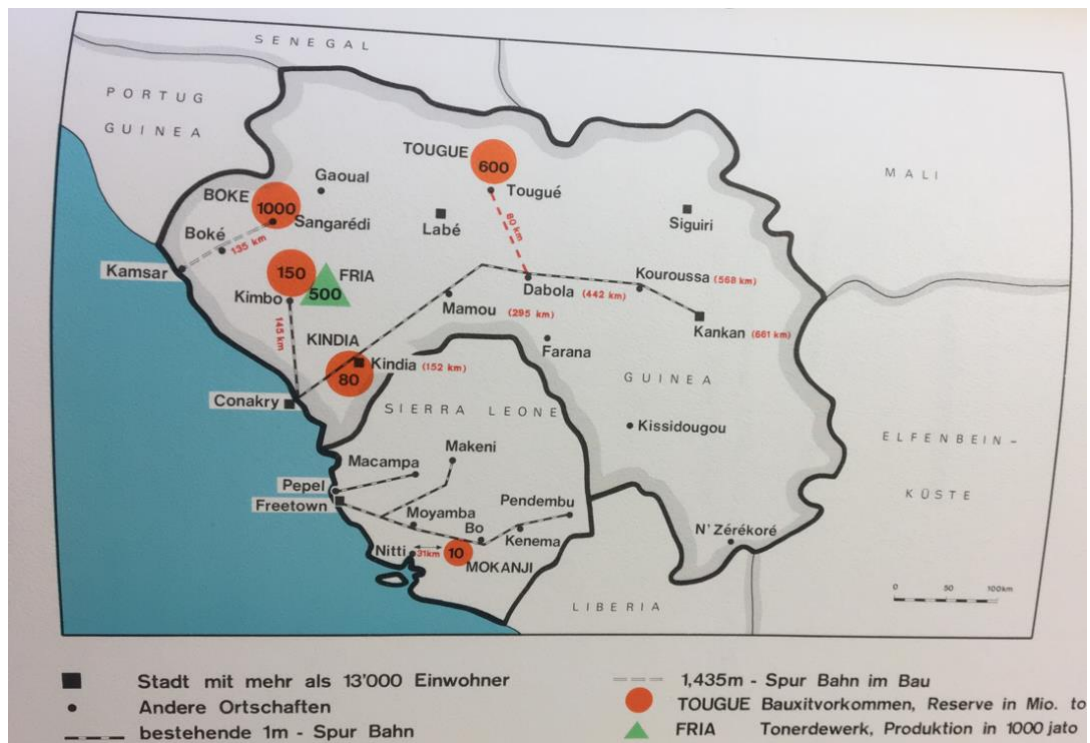 SENEGAL
PORTUG
GUINEA
MALI
TOUGUE
600
Tougué
80 km
Gaoual
BOKE
1000
Sangarédi
Boké
135 km
Kamsar
Labé
Siguiri
150
FRIA
500
Kimbo
145 km
Kouroussa (568 km)
Dabola (442 km)
Mamou (295 km)
Kankan (661 km)
KINDIA
Kindia (152 km)
80
Farana
GUINEA
Conakry
SIERRA LEONE
Kissidougou
ELFENBEIN-
KÜSTE
Makeni
Macampa
Pepel
Freetown
Pendembu
Moyamba
Bo
Kenema
N'Zérékoré
Nitti
31km
10
MOKANJI
LIBERIA
0 50 100km
Stadt mit mehr als 13'000 Einwohner
Andere Ortschaften
bestehende 1m - Spur Bahn
1,435m - Spur Bahn im Bau
TOUGUE Bauxitvorkommen, Reserve in Mio. to
FRIA Tonerdewerk, Produktion in 1000 jato